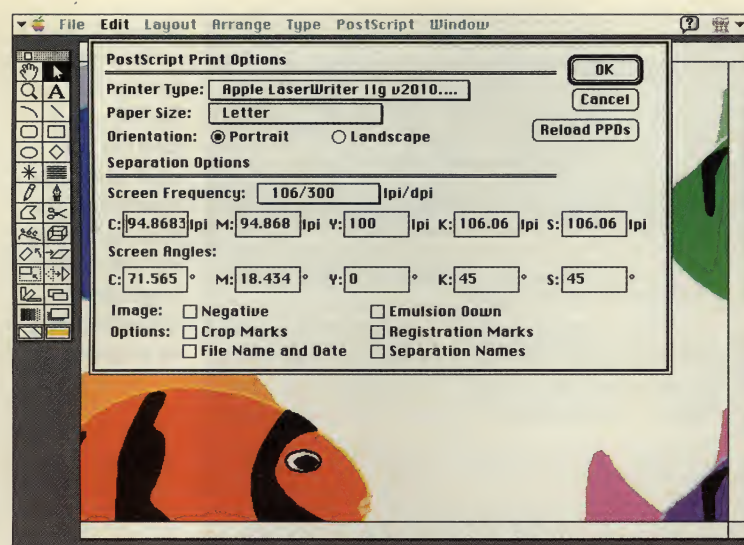 File Edit Layout Arrange Type PostScript Window
PostScript Print Options
OK
Printer Type: Apple LaserWriter IIg v2010....
Cancel
Paper Size: Letter
Orientation: Portrait Landscape
Reload PPDs
Separation Options
Screen Frequency: 106/300 lpi/dpi
C: 94.8683 lpi M: 94.868 lpi Y: 100 lpi K: 106.06 lpi S: 106.06 lpi
Screen Angles:
C: 71.565 ° M: 18.434 ° Y: 0 ° K: 45 ° S: 45 °
Image: Negative Emulsion Down
Options: Crop Marks Registration Marks
File Name and Date Separation Names
A